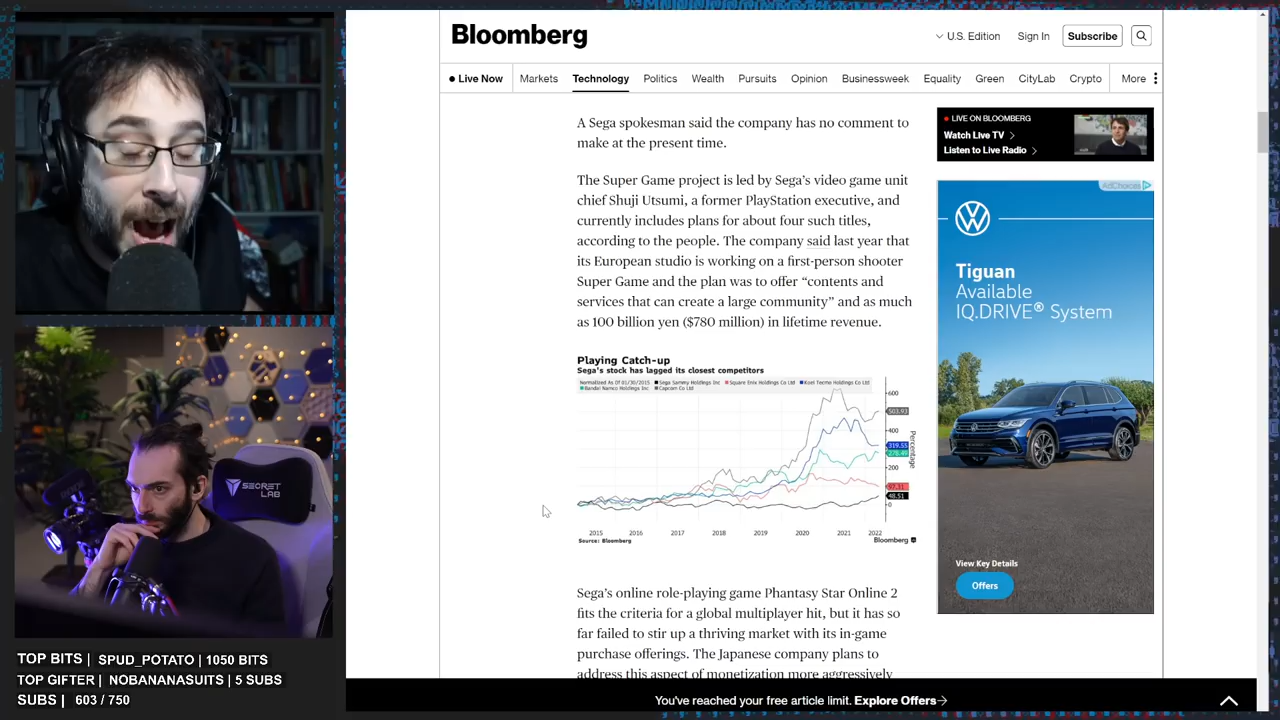 Bloomberg
U.S. Edition
Sign In
Subscribe
Live Now
Markets
Technology
Politics
Wealth
Pursuits
Opinion
Businessweek
Equality
Green
CityLab
Crypto
More
A Sega spokesman said the company has no comment to
make at the present time.
The Super Game project is led by Sega's video game unit
chief Shuji Utsumi, a former PlayStation executive, and
currently includes plans for about four such titles,
according to the people. The company said last year that
its European studio is working on a first-person shooter
Super Game and the plan was to offer “contents and
services that can create a large community” and as much
as 100 billion yen ($780 million) in lifetime revenue.
Playing Catch-up
Sega's stock has lagged its closest competitors
Normalized As Of 01/30/2015 Sega Sammy Holdings Inc Square Enix Holdings Co Ltd Koei Tecmo Holdings Co Ltd
Bandai Namco Holdings Inc Capcom Co Ltd
600
503.93
400
319.55
278.49
200
97.31
48.51
0
Percentage
2015 2016 2017 2018 2019 2020 2021 2022
Source: Bloomberg
Bloomberg
Sega's online role-playing game Phantasy Star Online 2
fits the criteria for a global multiplayer hit, but it has so
far failed to stir up a thriving market with its in-game
purchase offerings. The Japanese company plans to
address this aspect of monetization more aggressively
LIVE ON BLOOMBERG
Watch Live TV
Listen to Live Radio
AdChoices
Tiguan
Available
IQ.DRIVE® System
View Key Details
Offers
You've reached your free article limit. Explore Offers
SECRET
LAB
TOP BITS | SPUD_POTATO | 1050 BITS
TOP GIFTER | NOBANANASUITS | 5 SUBS
SUBS | 603 / 750